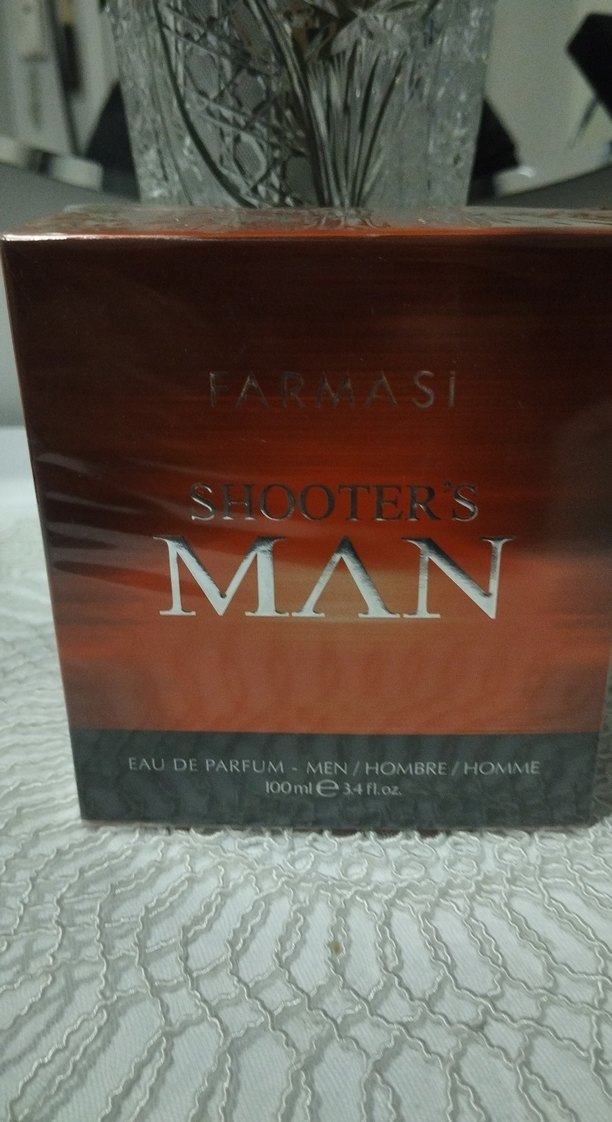 FARMASİ
SHOOTER'S
MAN
EAU DE PARFUM - MEN / HOMBRE / HOMME
100 ml ℮ 3.4 fl.oz.